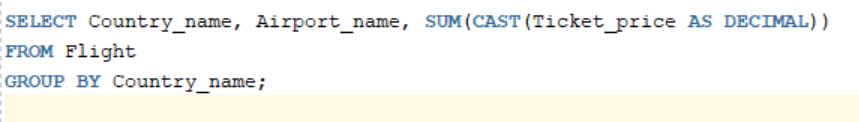 SELECT Country_name, Airport_name, SUM(CAST(Ticket_price AS DECIMAL))
FROM Flight
GROUP BY Country_name;